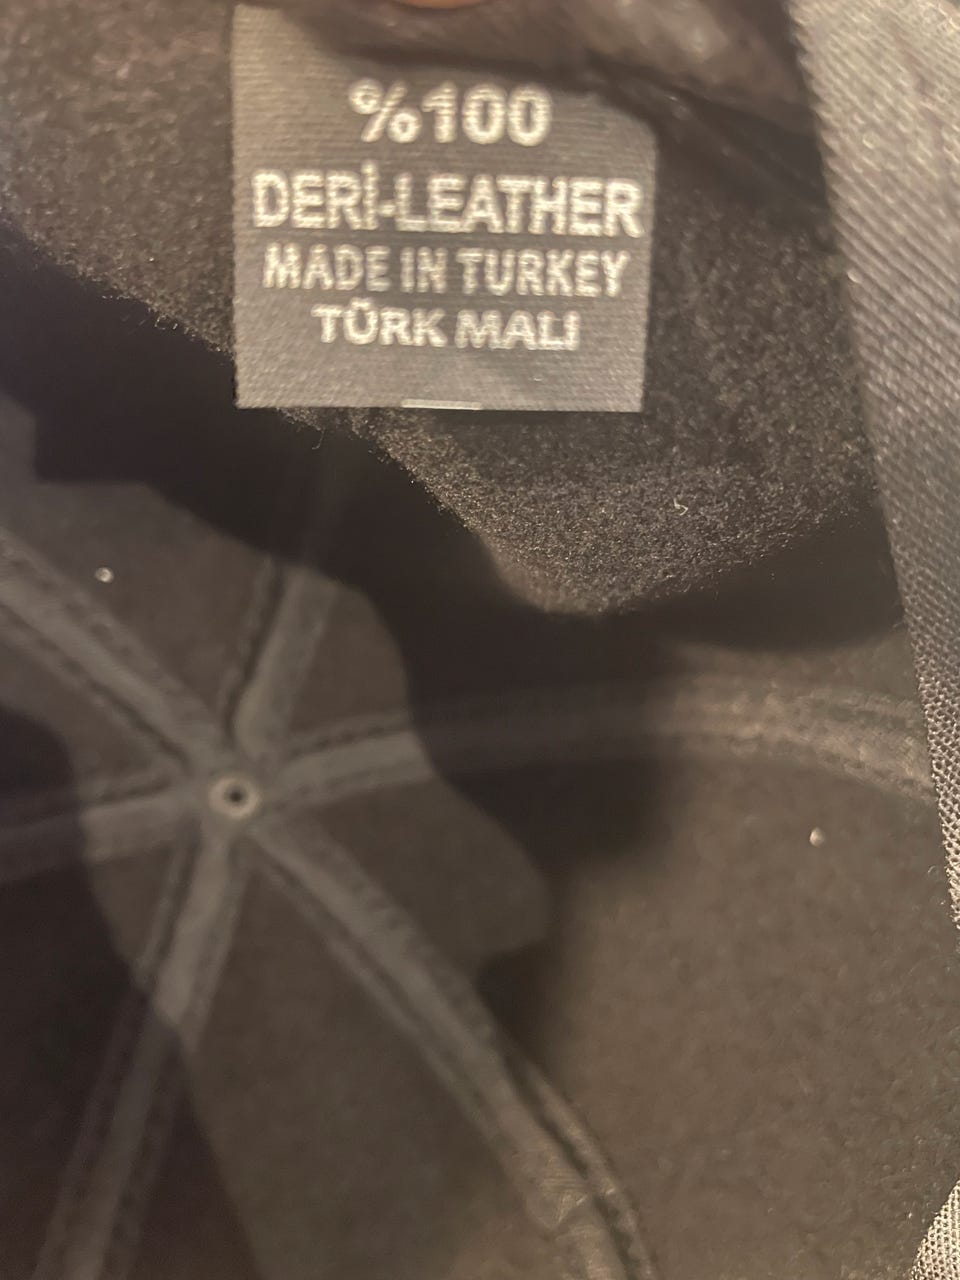 %100
DERİ-LEATHER
MADE IN TURKEY
TÜRK MALI